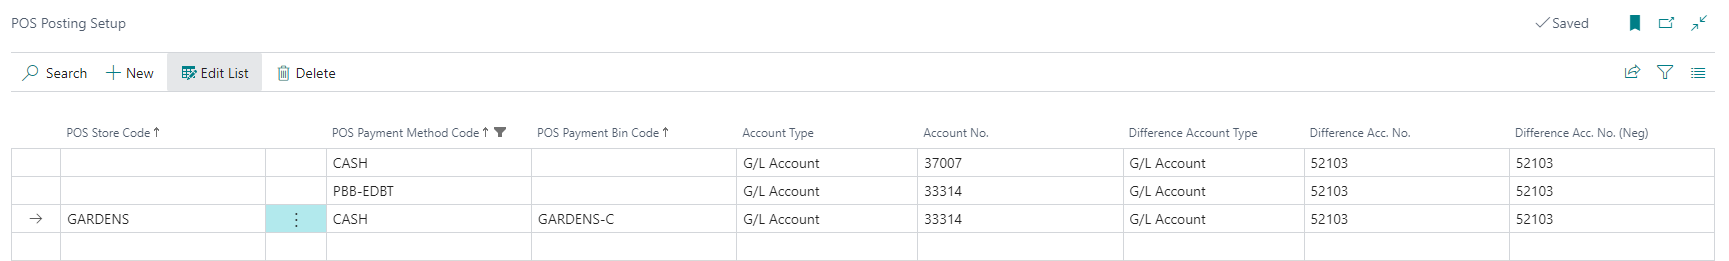 POS Posting Setup Saved
Search New Edit List Delete
POS Store Code POS Payment Method Code POS Payment Bin Code Account Type Account No. Difference Account Type Difference Acc. No. Difference Acc. No. (Neg)
CASH G/L Account 37007 G/L Account 52103 52103
PBB-EDBT G/L Account 33314 G/L Account 52103 52103
GARDENS CASH GARDENS-C G/L Account 33314 G/L Account 52103 52103